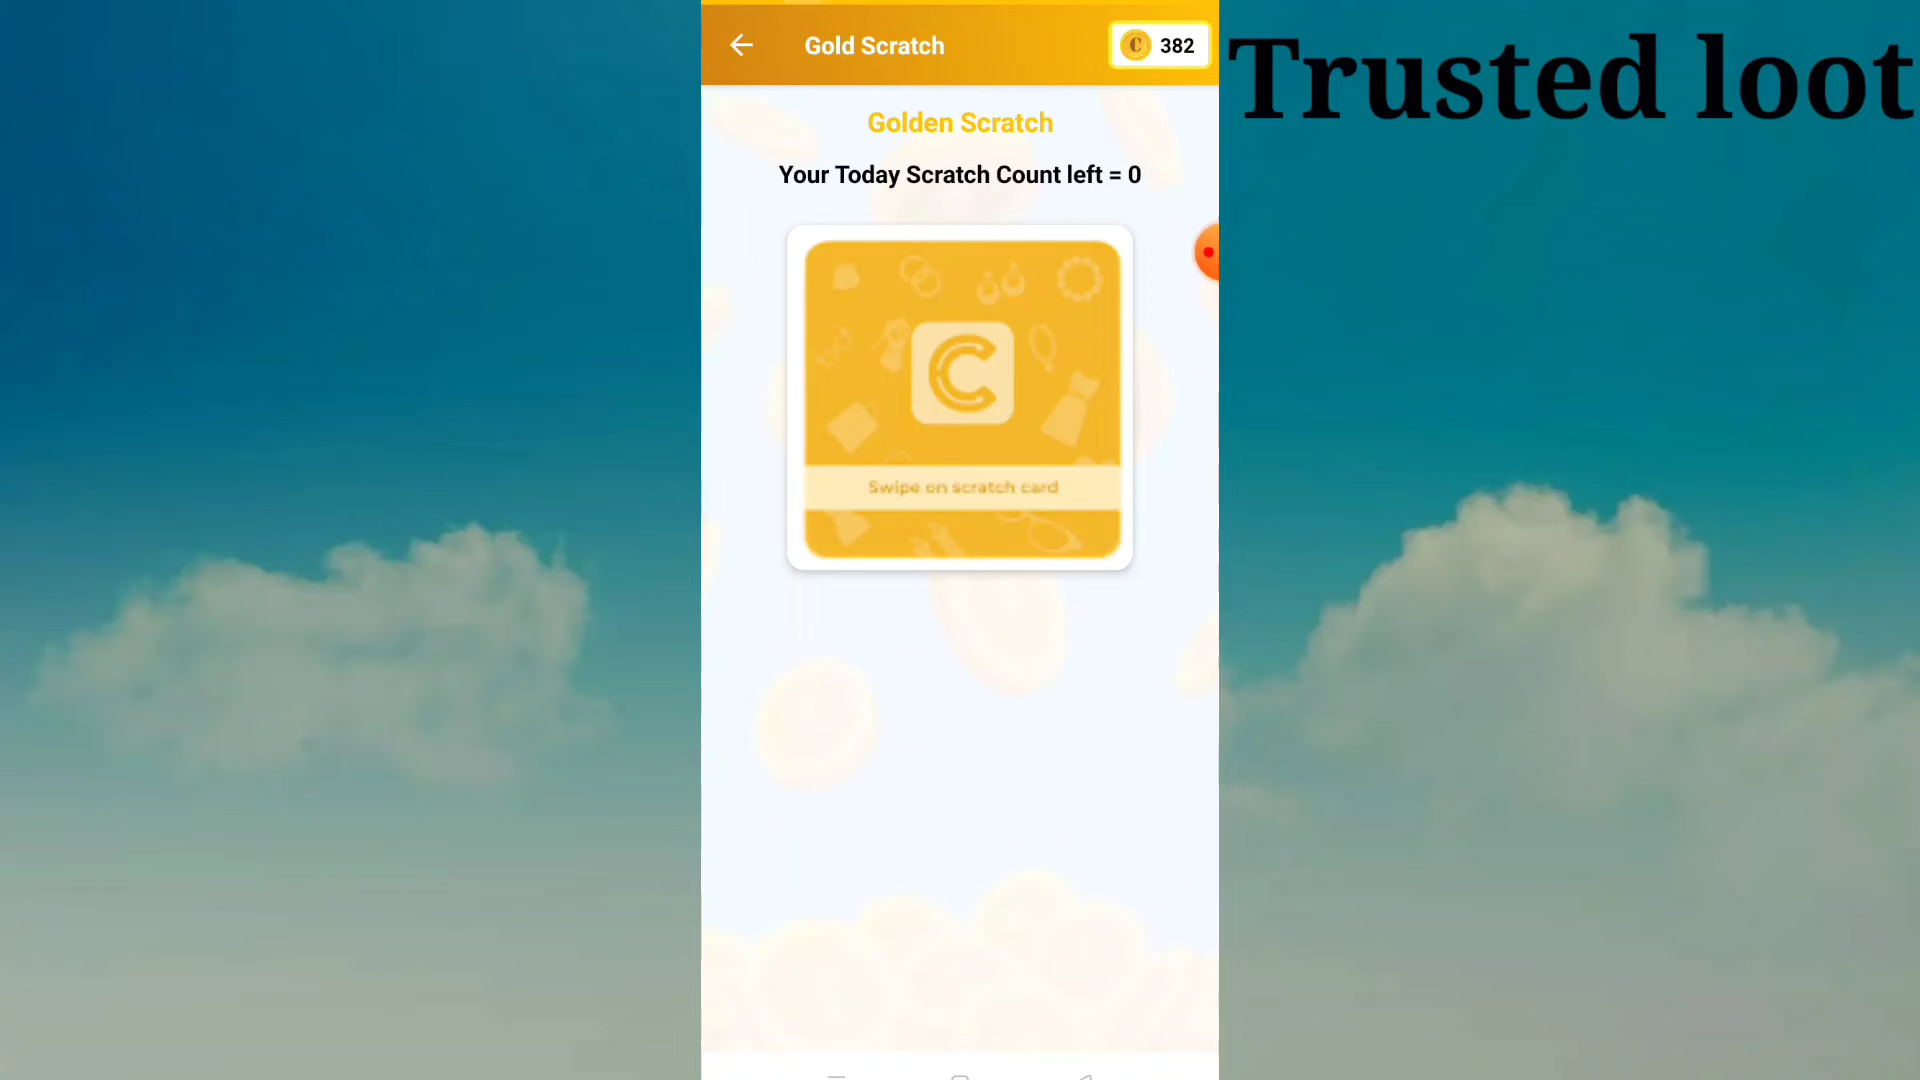 Gold Scratch
382
Trusted loot
Golden Scratch
Your Today Scratch Count left = 0
C
Swipe on scratch card